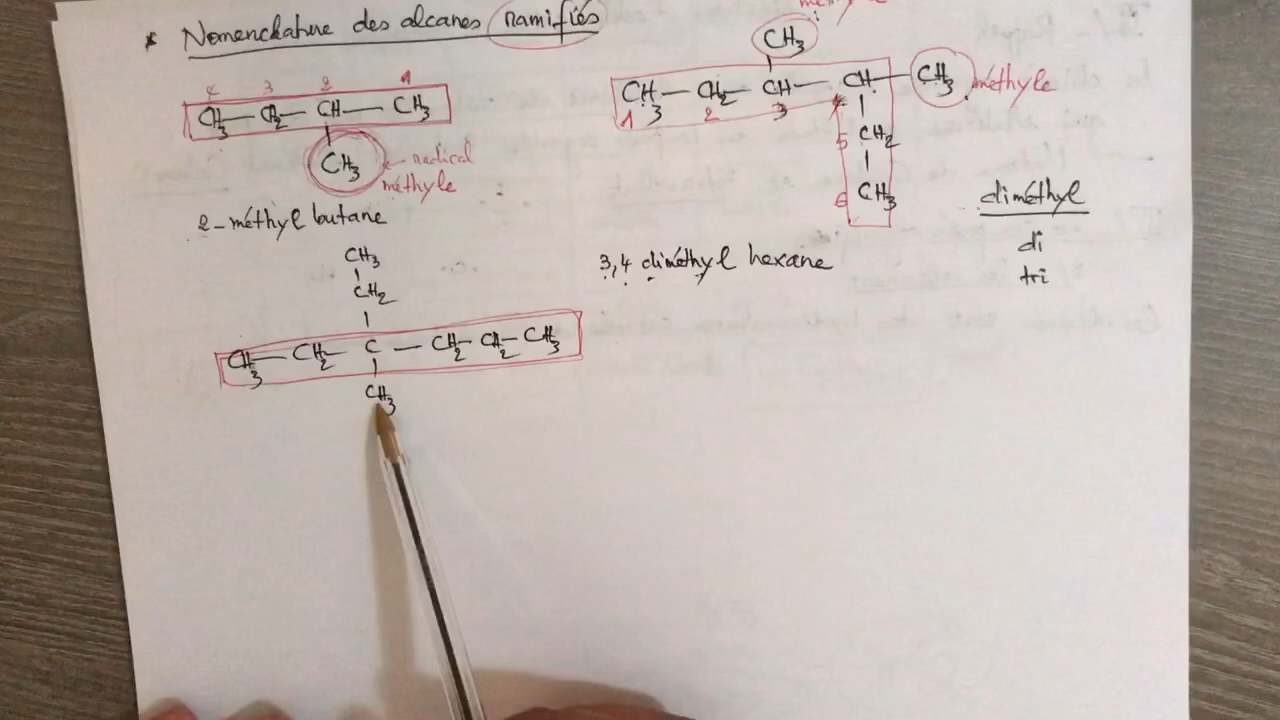 * Nomenclature des alcanes ramifiés
4 3 2 1
CH3 — CH2 — CH — CH3
CH3 ← radical
méthyle
2-méthyl butane
méthyle
CH3
CH3 — CH2 — CH — CH — CH3 méthyle
1 2 3 4
5 CH2
6 CH3
3,4 diméthyl hexane
diméthyl
di
tri
CH3
CH2
CH3 — CH2 — C — CH2 — CH2 — CH3
CH3